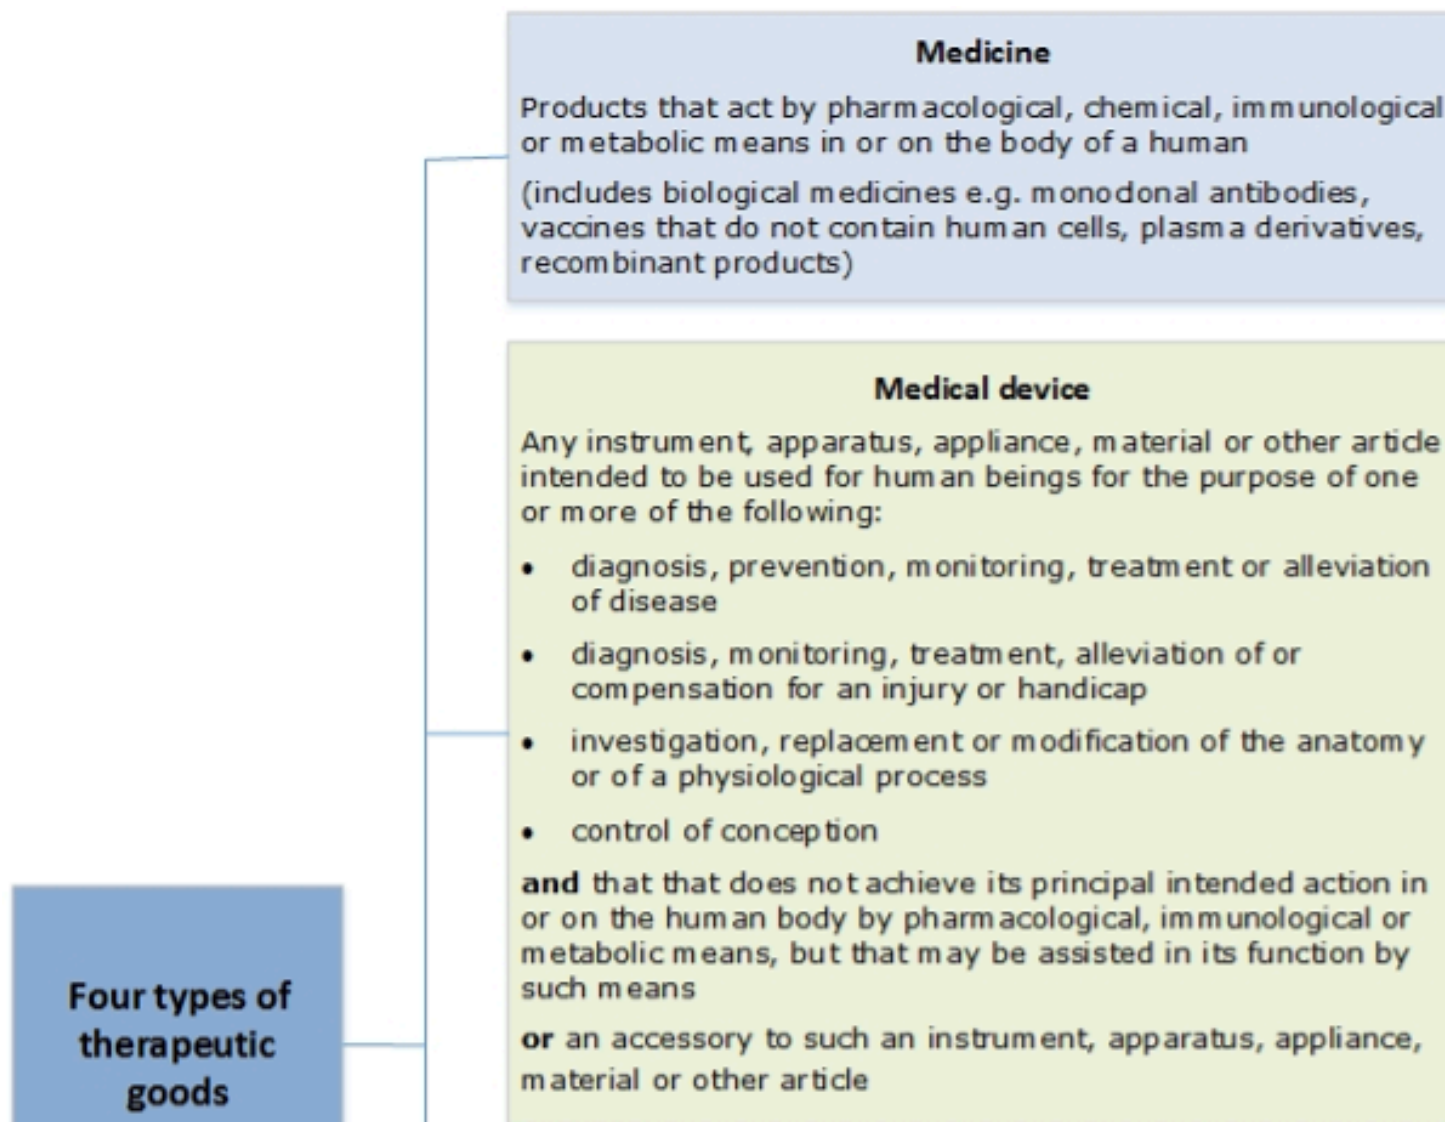 Medicine
Products that act by pharmacological, chemical, immunological
or metabolic means in or on the body of a human
(includes biological medicines e.g. monoclonal antibodies,
vaccines that do not contain human cells, plasma derivatives,
recombinant products)
Medical device
Any instrument, apparatus, appliance, material or other article
intended to be used for human beings for the purpose of one
or more of the following:
• diagnosis, prevention, monitoring, treatment or alleviation
of disease
• diagnosis, monitoring, treatment, alleviation of or
compensation for an injury or handicap
• investigation, replacement or modification of the anatomy
or of a physiological process
• control of conception
and that that does not achieve its principal intended action in
or on the human body by pharmacological, immunological or
metabolic means, but that may be assisted in its function by
such means
or an accessory to such an instrument, apparatus, appliance,
material or other article
Four types of
therapeutic
goods